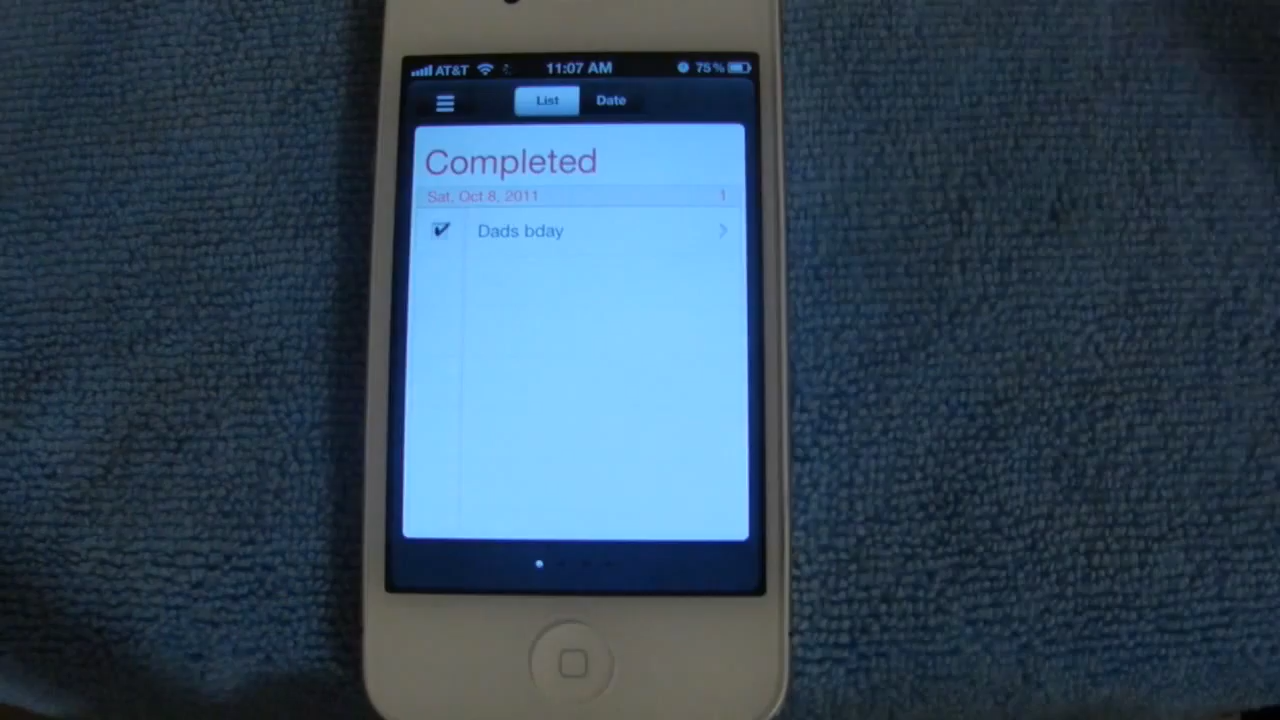 AT&T 11:07 AM 75%
List Date
Completed
Sat, Oct 8, 2011 1
Dads bday